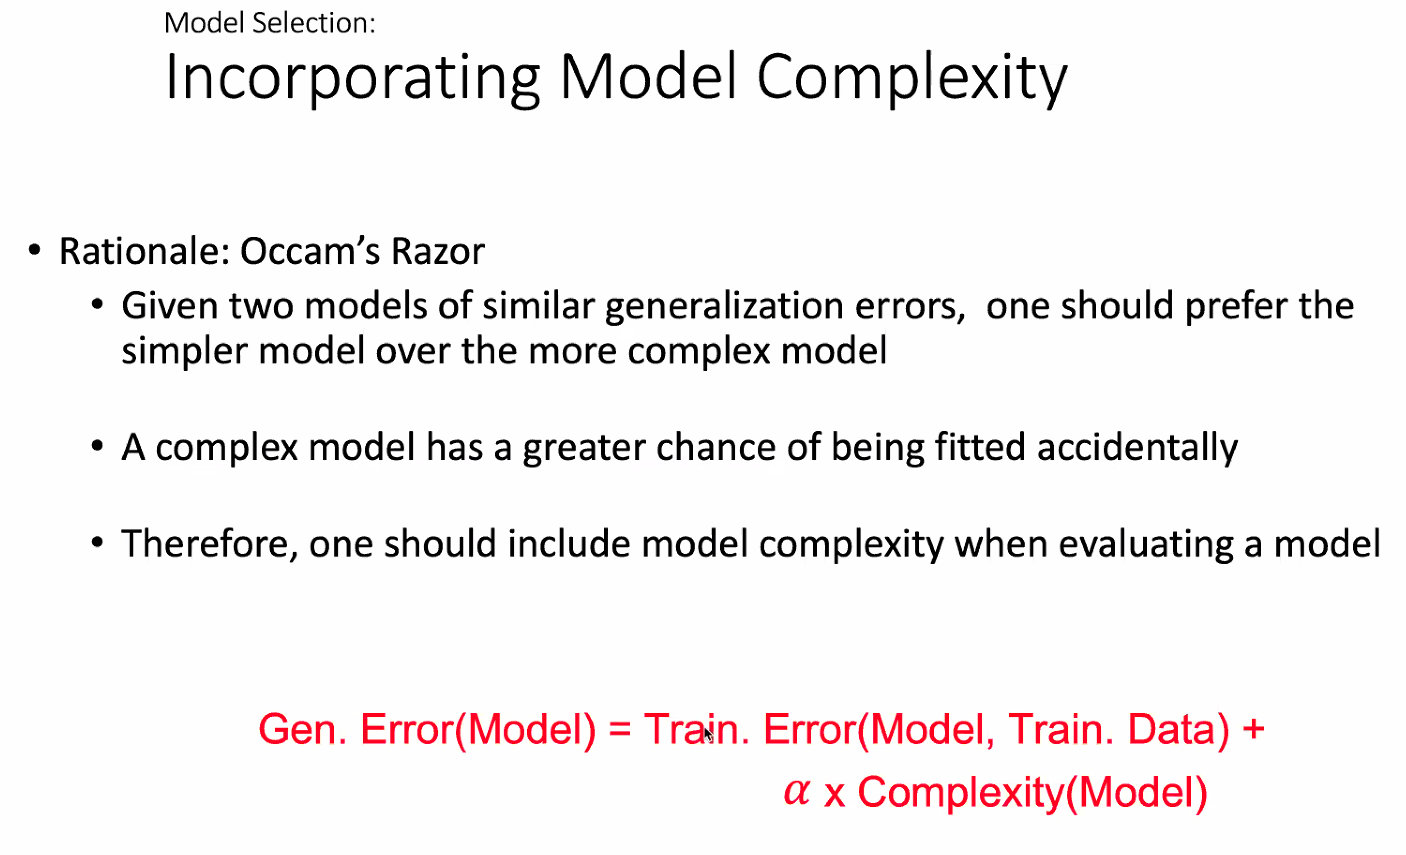 Model Selection:
Incorporating Model Complexity
• Rationale: Occam’s Razor
• Given two models of similar generalization errors,  one should prefer the
simpler model over the more complex model
• A complex model has a greater chance of being fitted accidentally
• Therefore, one should include model complexity when evaluating a model
Gen. Error(Model) = Train. Error(Model, Train. Data) +
α x Complexity(Model)